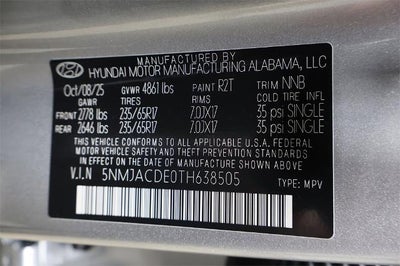 HYUNDAI MOTOR MANUFACTURING ALABAMA, LLC
Oct/08/25 GVWR 4861 lbs PAINT R2T TRIM NNB
GAWR TIRES RIMS COLD TIRE INFL
FRONT 2778 lbs 235/65R17 7.0JX17 35 psi SINGLE
REAR 2646 lbs 235/65R17 7.0JX17 35 psi SINGLE
THIS VEHICLE CONFORMS TO ALL APPLICABLE U.S.A. FEDERAL
MOTOR VEHICLE SAFETY AND THEFT PREVENTION STANDARDS
IN EFFECT ON THE DATE OF MANUFACTURE SHOWN ABOVE.
V.I.N 5NMJACDE0TH638505 TYPE: MPV